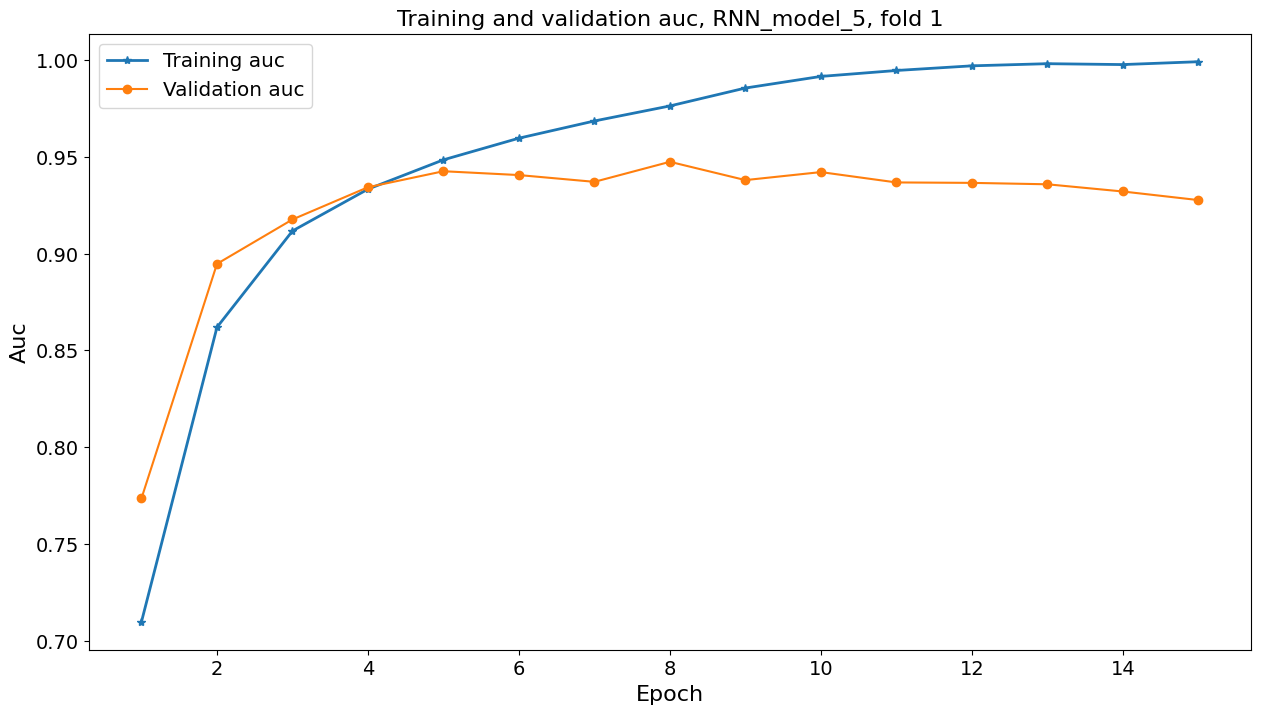 Training and validation auc, RNN_model_5, fold 1
Training auc
Validation auc
1.00
0.95
0.90
0.85
0.80
0.75
0.70
Auc
2 4 6 8 10 12 14
Epoch